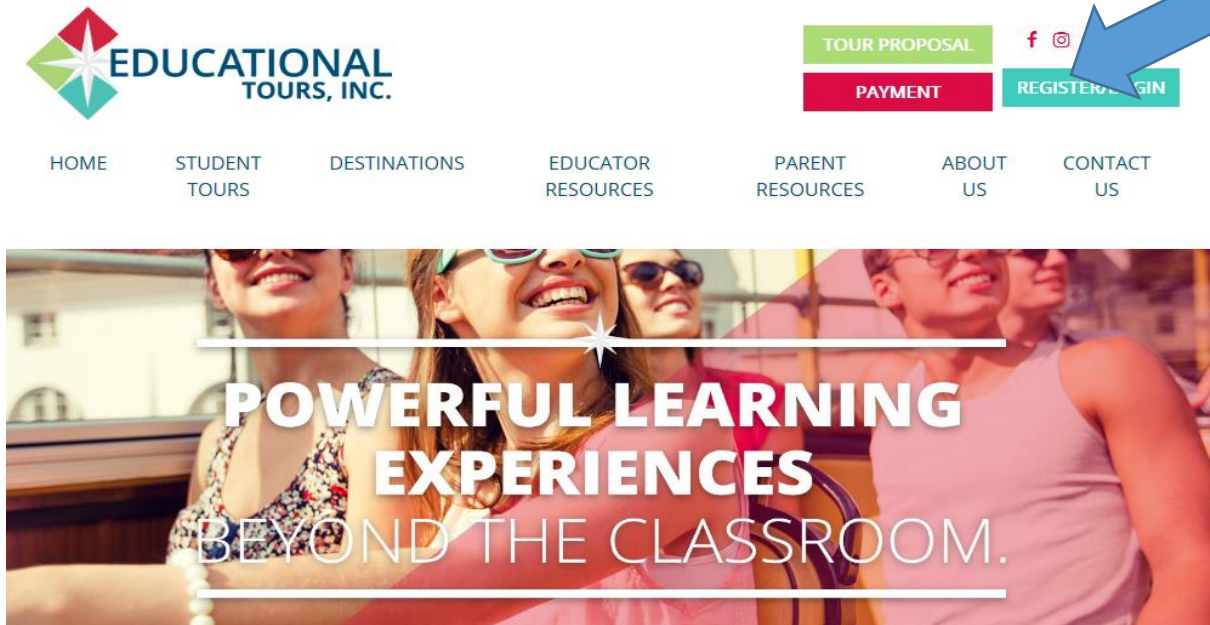 EDUCATIONAL
TOURS, INC.
TOUR PROPOSAL
f
PAYMENT
HOME
STUDENT
TOURS
DESTINATIONS
EDUCATOR
RESOURCES
PARENT
RESOURCES
ABOUT
US
CONTACT
US
POWERFUL LEARNING
EXPERIENCES
BEYOND THE CLASSROOM.